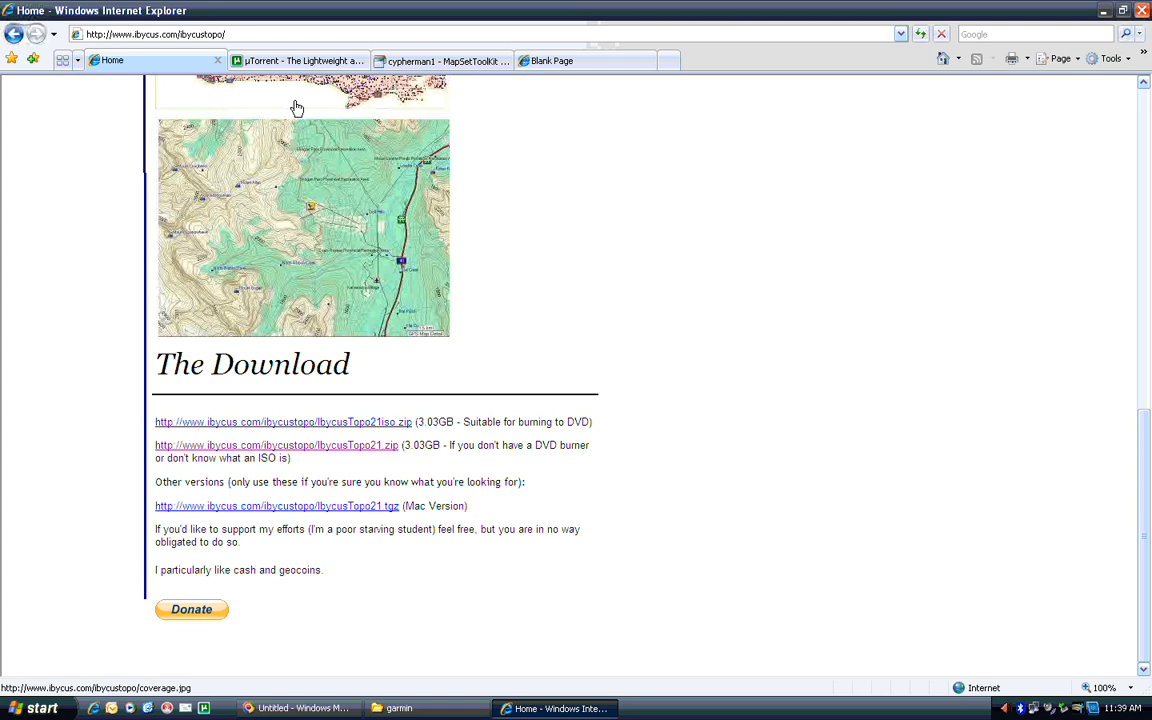 Home - Windows Internet Explorer
http://www.ibycus.com/ibycustopo/
Google
Home
µTorrent - The Lightweight a...
cypherman1 - MapSetToolKit ...
Blank Page
Page
Tools
The Download
http://www.ibycus.com/ibycustopo/IbycusTopo21iso.zip (3.03GB - Suitable for burning to DVD)
http://www.ibycus.com/ibycustopo/IbycusTopo21.zip (3.03GB - If you don't have a DVD burner
or don't know what an ISO is)
Other versions (only use these if you're sure you know what you're looking for):
http://www.ibycus.com/ibycustopo/IbycusTopo21.tgz (Mac Version)
If you'd like to support my efforts (I'm a poor starving student) feel free, but you are in no way
obligated to do so.
I particularly like cash and geocoins.
Donate
http://www.ibycus.com/ibycustopo/coverage.jpg
Internet
100%
start
Untitled - Windows M...
garmin
Home - Windows Inte...
11:39 AM